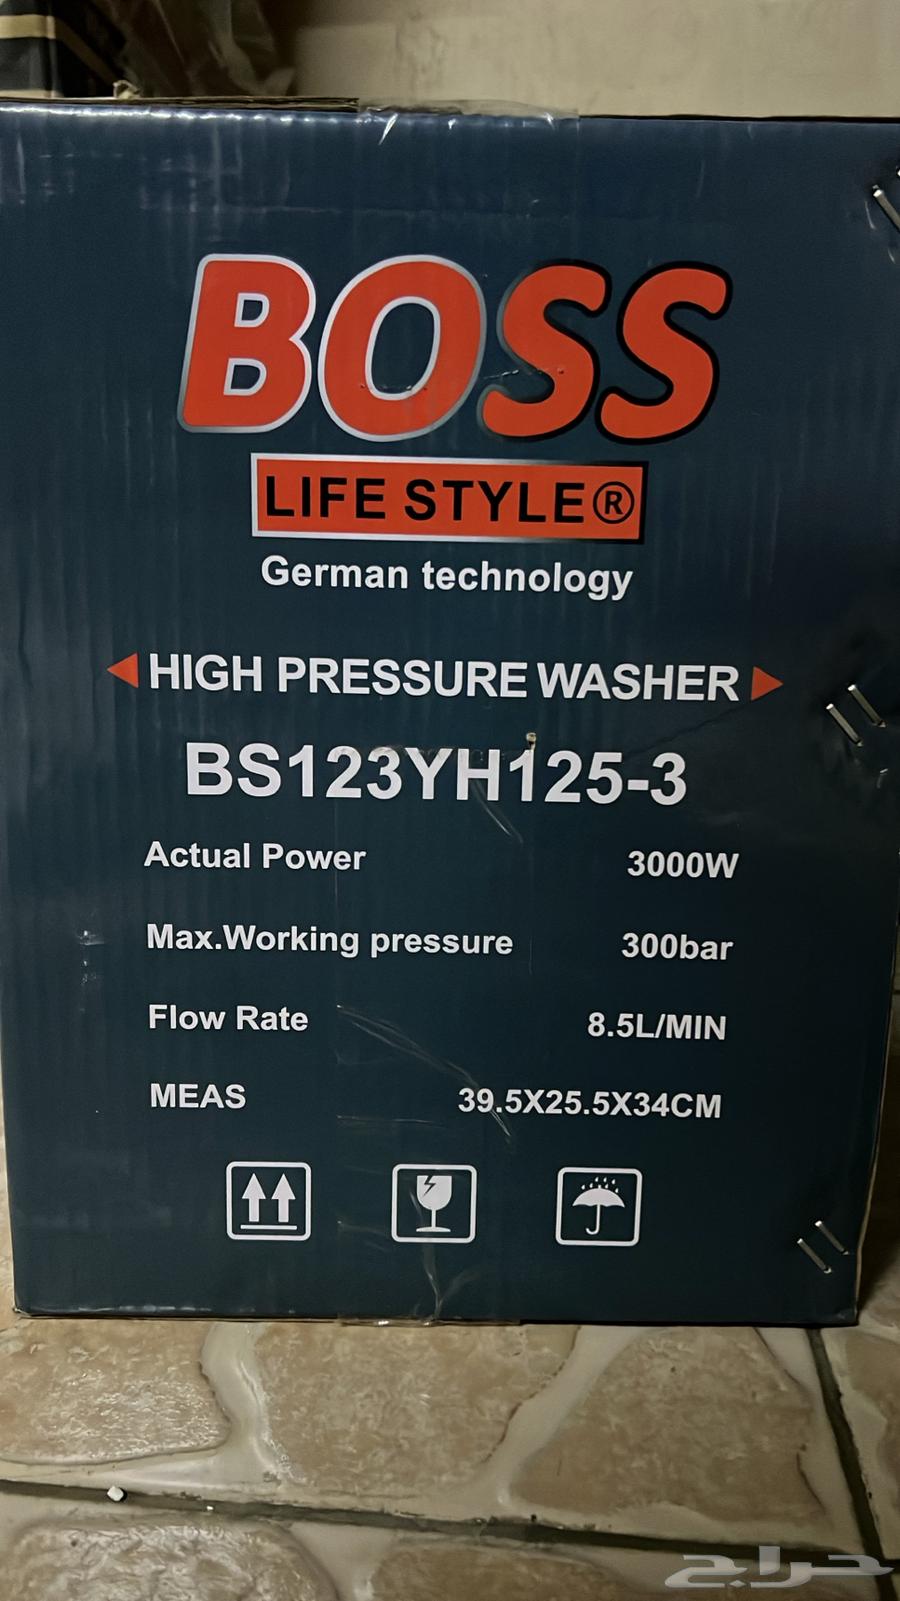 BOSS
LIFE STYLE®
German technology
HIGH PRESSURE WASHER
BS123YH125-3
Actual Power 3000W
Max.Working pressure 300bar
Flow Rate 8.5L/MIN
MEAS 39.5X25.5X34CM
حراج